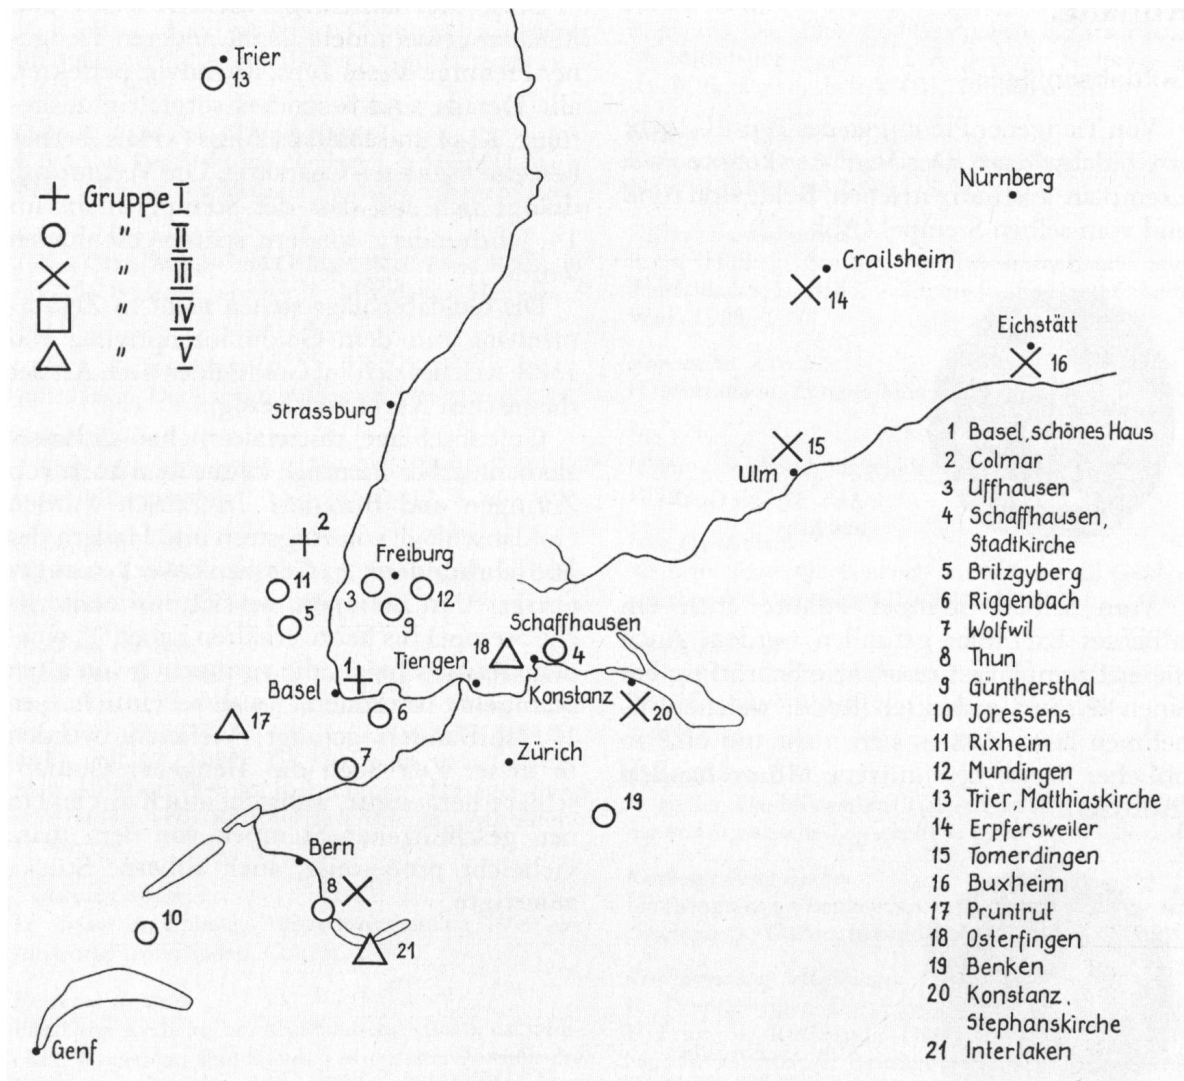 Trier
13
Gruppe I
" II
" III
" IV
" V
Nürnberg
Crailsheim
14
Eichstätt
16
Strassburg
15
Ulm
2
Freiburg
11
3
12
5
9
Schaffhausen
18
4
Tiengen
1
Basel
Konstanz
20
17
6
7
Zürich
19
Bern
8
10
21
Genf
1 Basel, schönes Haus
2 Colmar
3 Uffhausen
4 Schaffhausen,
Stadtkirche
5 Britzgyberg
6 Riggenbach
7 Wolfwil
8 Thun
9 Günthersthal
10 Joressens
11 Rixheim
12 Mundingen
13 Trier, Matthiaskirche
14 Erpfersweiler
15 Tomerdingen
16 Buxheim
17 Pruntrut
18 Osterfingen
19 Benken
20 Konstanz.
Stephanskirche
21 Interlaken